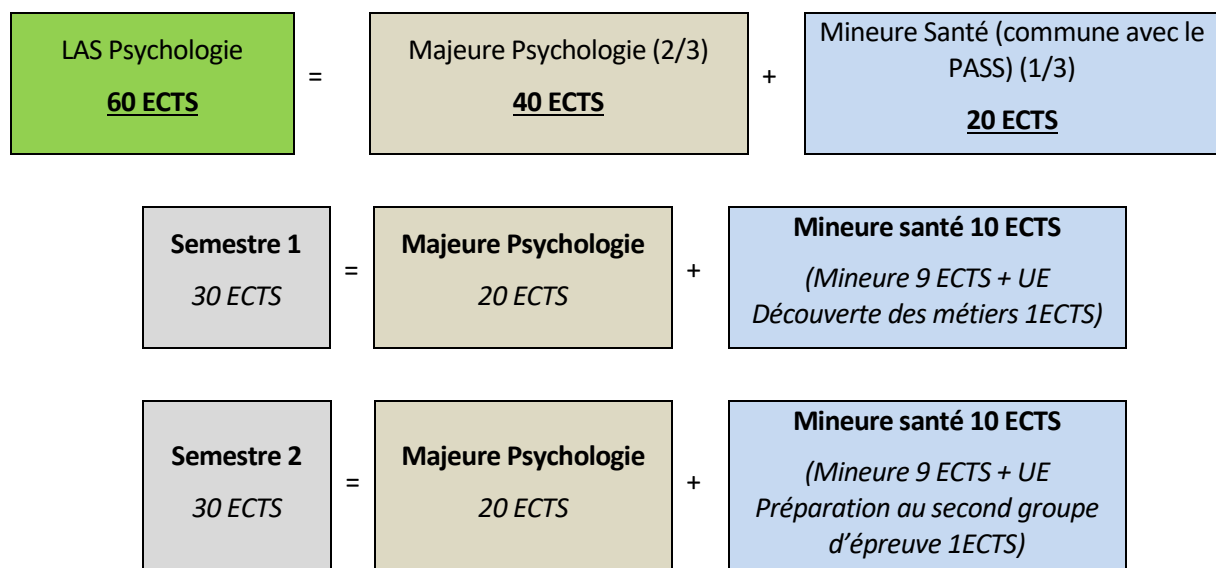 LAS Psychologie
60 ECTS
=
Majeure Psychologie (2/3)
40 ECTS
+
Mineure Santé (commune avec le
PASS) (1/3)
20 ECTS
Semestre 1
30 ECTS
=
Majeure Psychologie
20 ECTS
+
Mineure santé 10 ECTS
(Mineure 9 ECTS + UE
Découverte des métiers 1ECTS)
Semestre 2
30 ECTS
=
Majeure Psychologie
20 ECTS
+
Mineure santé 10 ECTS
(Mineure 9 ECTS + UE
Préparation au second groupe
d'épreuve 1ECTS)